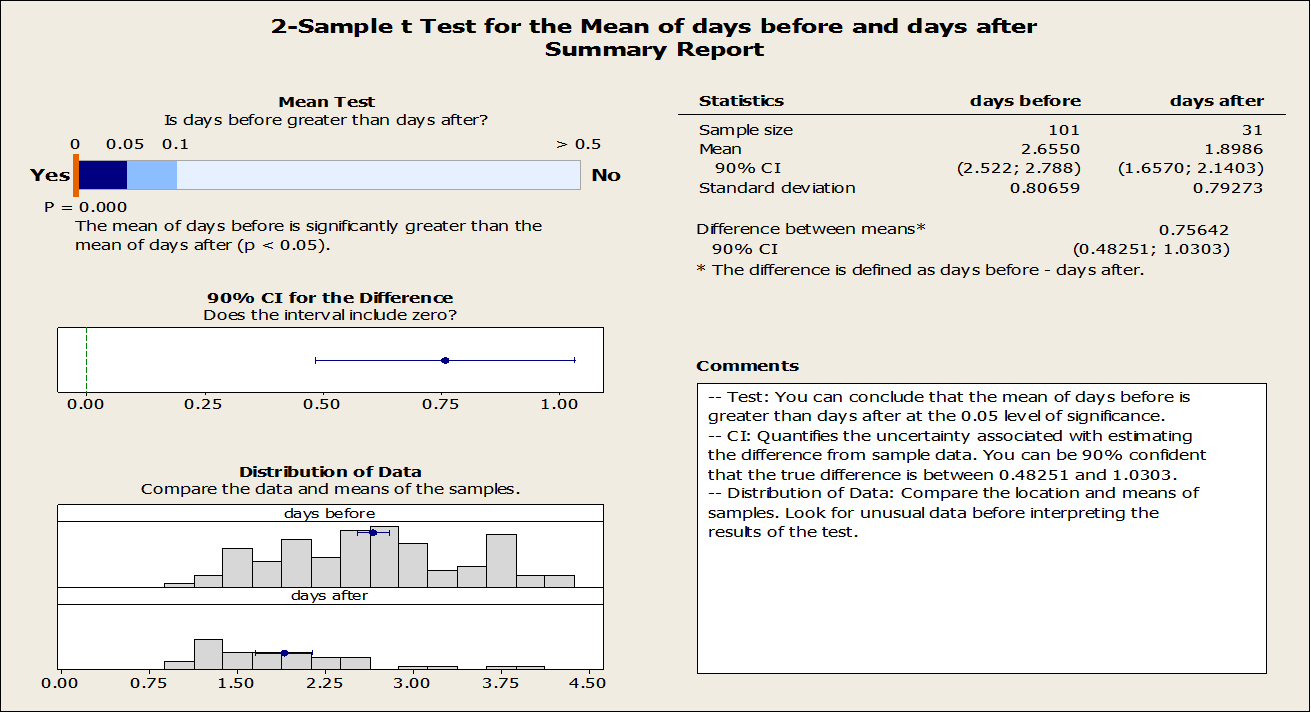 2-Sample t Test for the Mean of days before and days after
Summary Report
Mean Test
Is days before greater than days after?
0 0.05 0.1 > 0.5
Yes No
P = 0.000
The mean of days before is significantly greater than the
mean of days after (p < 0.05).
90% CI for the Difference
Does the interval include zero?
0.00 0.25 0.50 0.75 1.00
Distribution of Data
Compare the data and means of the samples.
days before
days after
0.00 0.75 1.50 2.25 3.00 3.75 4.50
Statistics days before days after
Sample size 101 31
Mean 2.6550 1.8986
90% CI (2.522; 2.788) (1.6570; 2.1403)
Standard deviation 0.80659 0.79273
Difference between means* 0.75642
90% CI (0.48251; 1.0303)
* The difference is defined as days before - days after.
Comments
-- Test: You can conclude that the mean of days before is
greater than days after at the 0.05 level of significance.
-- CI: Quantifies the uncertainty associated with estimating
the difference from sample data. You can be 90% confident
that the true difference is between 0.48251 and 1.0303.
-- Distribution of Data: Compare the location and means of
samples. Look for unusual data before interpreting the
results of the test.